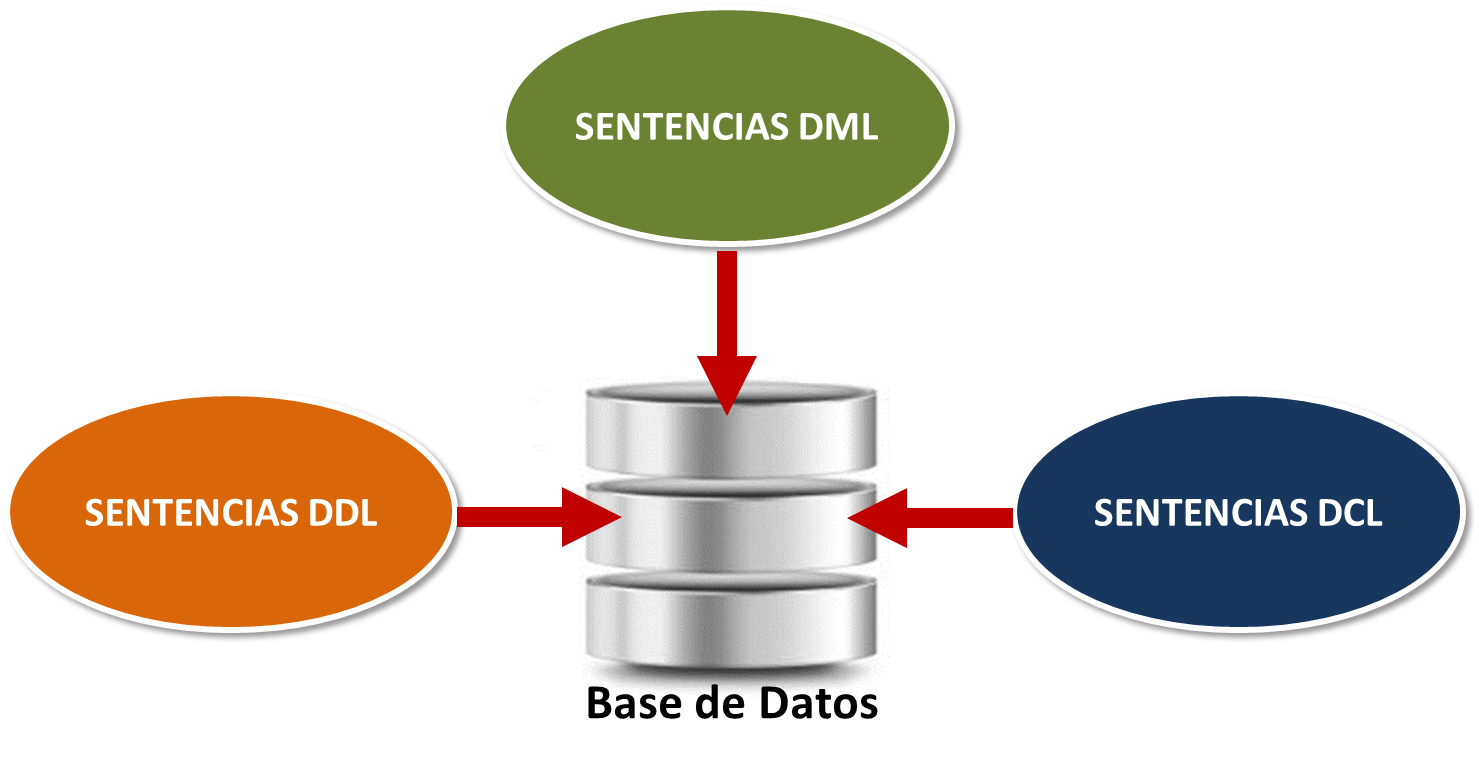 SENTENCIAS DML
SENTENCIAS DDL
SENTENCIAS DCL
Base de Datos